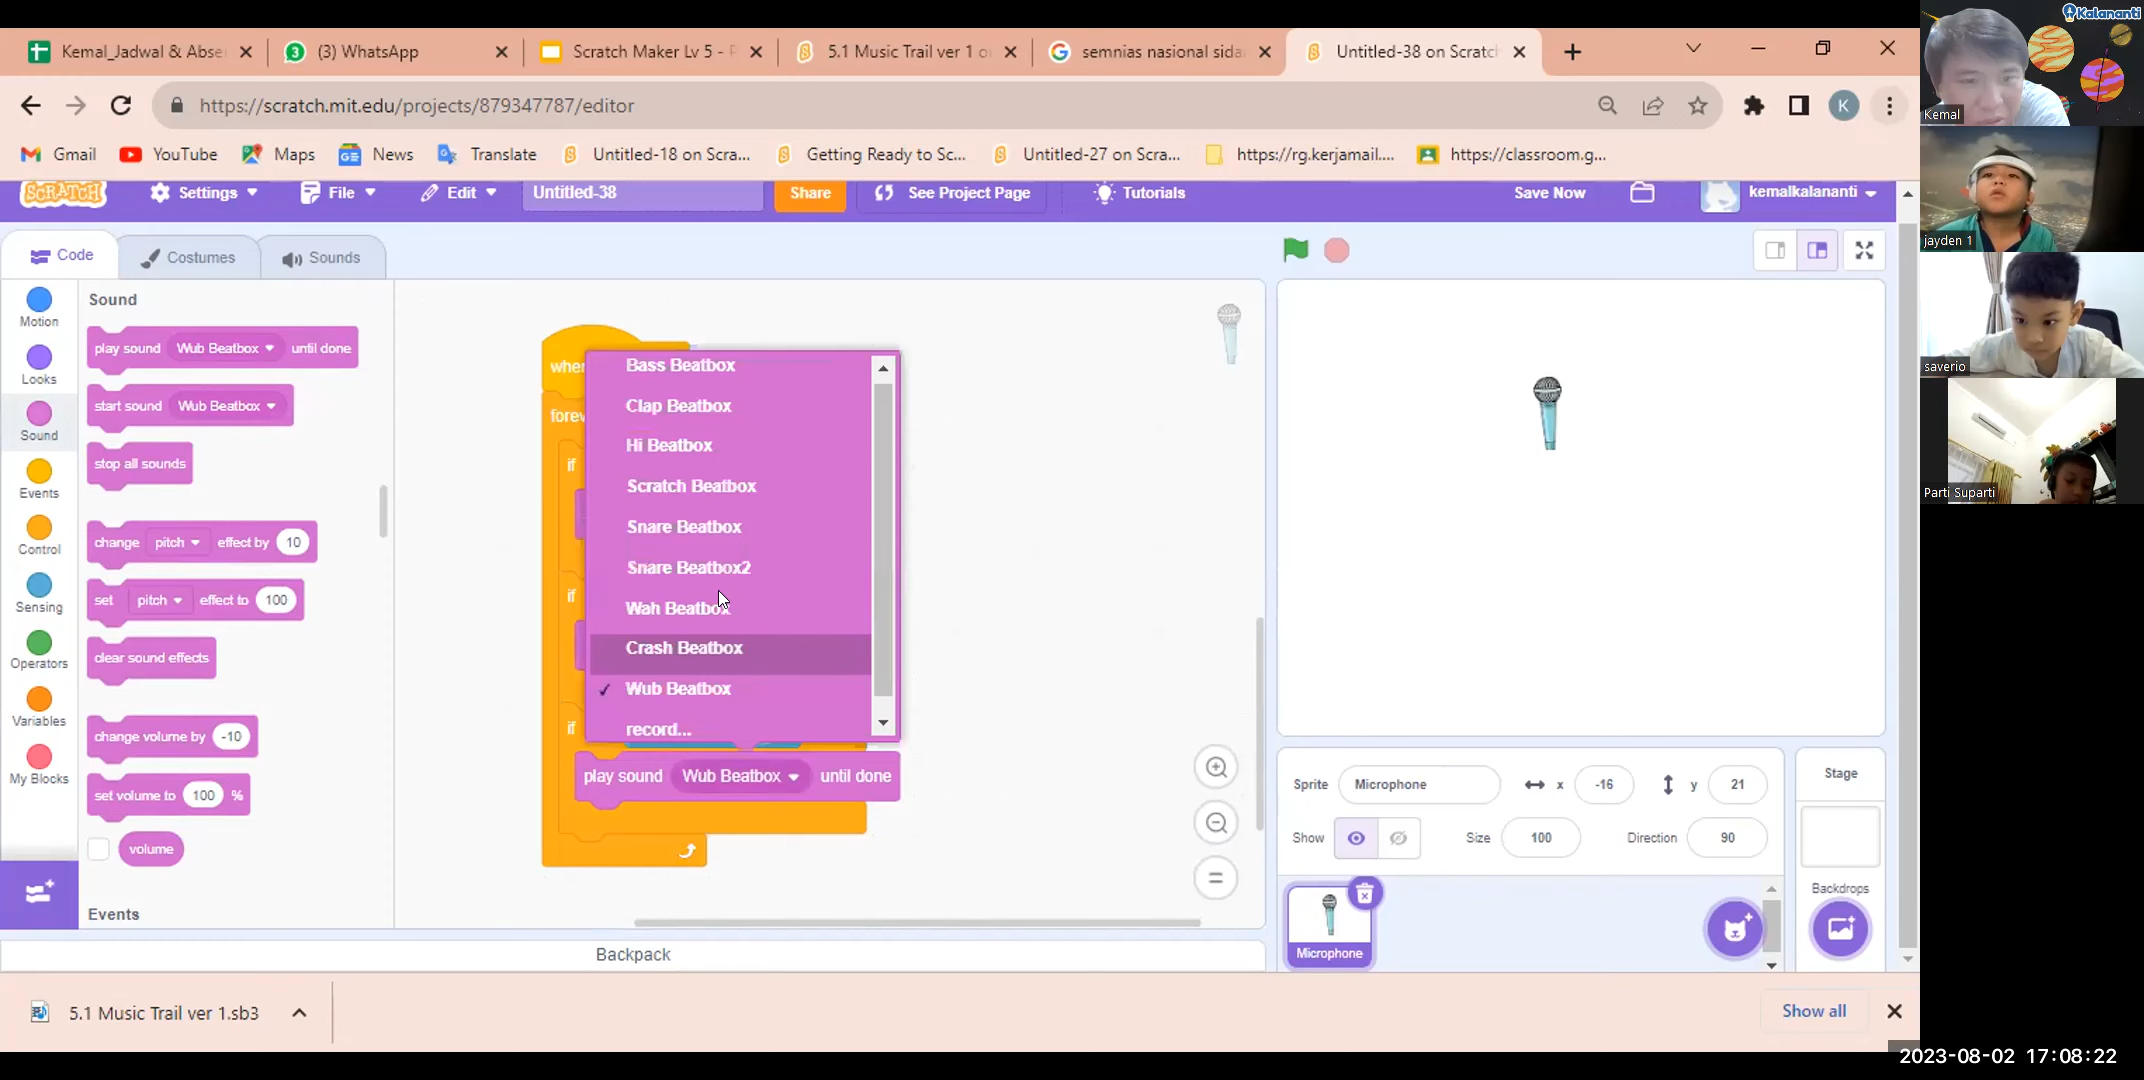 Kemal_Jadwal & Abse
(3) WhatsApp
Scratch Maker Lv 5 -
5.1 Music Trail ver 1 o
semnias nasional sida
Untitled-38 on Scratch
https://scratch.mit.edu/projects/879347787/editor
K
Gmail
YouTube
Maps
News
Translate
Untitled-18 on Scra...
Getting Ready to Sc...
Untitled-27 on Scra...
https://rg.kerjamail....
https://classroom.g...
SCRATCH
Settings
File
Edit
Untitled-38
Share
See Project Page
Tutorials
Save Now
kemalkalananti
Code
Costumes
Sounds
Motion
Looks
Sound
Events
Control
Sensing
Operators
Variables
My Blocks
Sound
play sound Wub Beatbox until done
start sound Wub Beatbox
stop all sounds
change pitch effect by 10
set pitch effect to 100
clear sound effects
change volume by -10
set volume to 100 %
volume
Events
when
forev
if
if
if
Bass Beatbox
Clap Beatbox
Hi Beatbox
Scratch Beatbox
Snare Beatbox
Snare Beatbox2
Wah Beatbox
Crash Beatbox
✓ Wub Beatbox
record...
play sound Wub Beatbox until done
Backpack
Sprite Microphone x -16 y 21
Show Size 100 Direction 90
Microphone
Stage
Backdrops
5.1 Music Trail ver 1.sb3
Show all
Kalananti
Kemal
jayden 1
saverio
Parti Suparti
2023-08-02 17:08:22